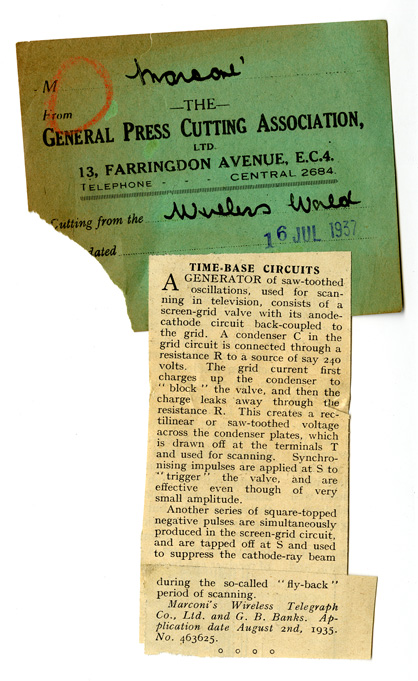 M Marconi'
From
—THE—
GENERAL PRESS CUTTING ASSOCIATION,
LTD.
13, FARRINGDON AVENUE, E.C.4.
TELEPHONE - - - CENTRAL 2684.
Cutting from the Wireless World
dated 16 JUL 1937
TIME-BASE CIRCUITS
A GENERATOR of saw-toothed
oscillations, used for scan-
ning in television, consists of a
screen-grid valve with its anode-
cathode circuit back-coupled to
the grid. A condenser C in the
grid circuit is connected through a
resistance R to a source of say 240
volts. The grid current first
charges up the condenser to
"block" the valve, and then the
charge leaks away through the
resistance R. This creates a rec-
tilinear or saw-toothed voltage
across the condenser plates, which
is drawn off at the terminals T
and used for scanning. Synchro-
nising impulses are applied at S to
"trigger" the valve, and are
effective even though of very
small amplitude.
Another series of square-topped
negative pulses are simultaneously
produced in the screen-grid circuit,
and are tapped off at S and used
to suppress the cathode-ray beam
during the so-called "fly-back"
period of scanning.
Marconi's Wireless Telegraph
Co., Ltd. and G. B. Banks. Ap-
plication date August 2nd, 1935.
No. 463625.